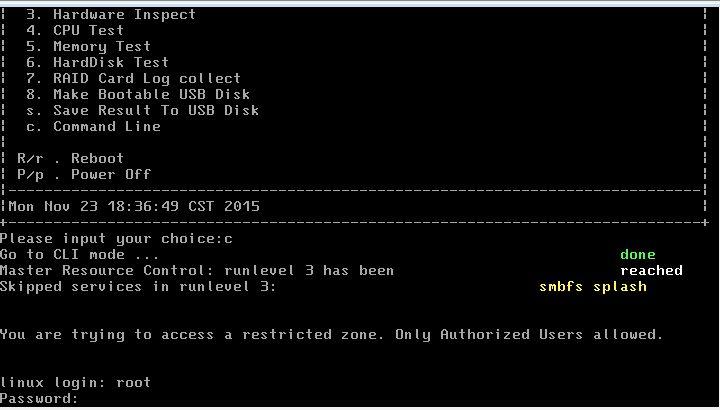 ¦ 3. Hardware Inspect ¦
¦ 4. CPU Test ¦
¦ 5. Memory Test ¦
¦ 6. HardDisk Test ¦
¦ 7. RAID Card Log collect ¦
¦ 8. Make Bootable USB Disk ¦
¦ s. Save Result To USB Disk ¦
¦ c. Command Line ¦
¦ ¦
¦ R/r . Reboot ¦
¦ P/p . Power Off ¦
¦-----------------------------------------------------------------------------¦
¦Mon Nov 23 18:36:49 CST 2015 ¦
+-----------------------------------------------------------------------------+
Please input your choice:c
Go to CLI mode ... done
Master Resource Control: runlevel 3 has been reached
Skipped services in runlevel 3: smbfs splash
You are trying to access a restricted zone. Only Authorized Users allowed.
linux login: root
Password: